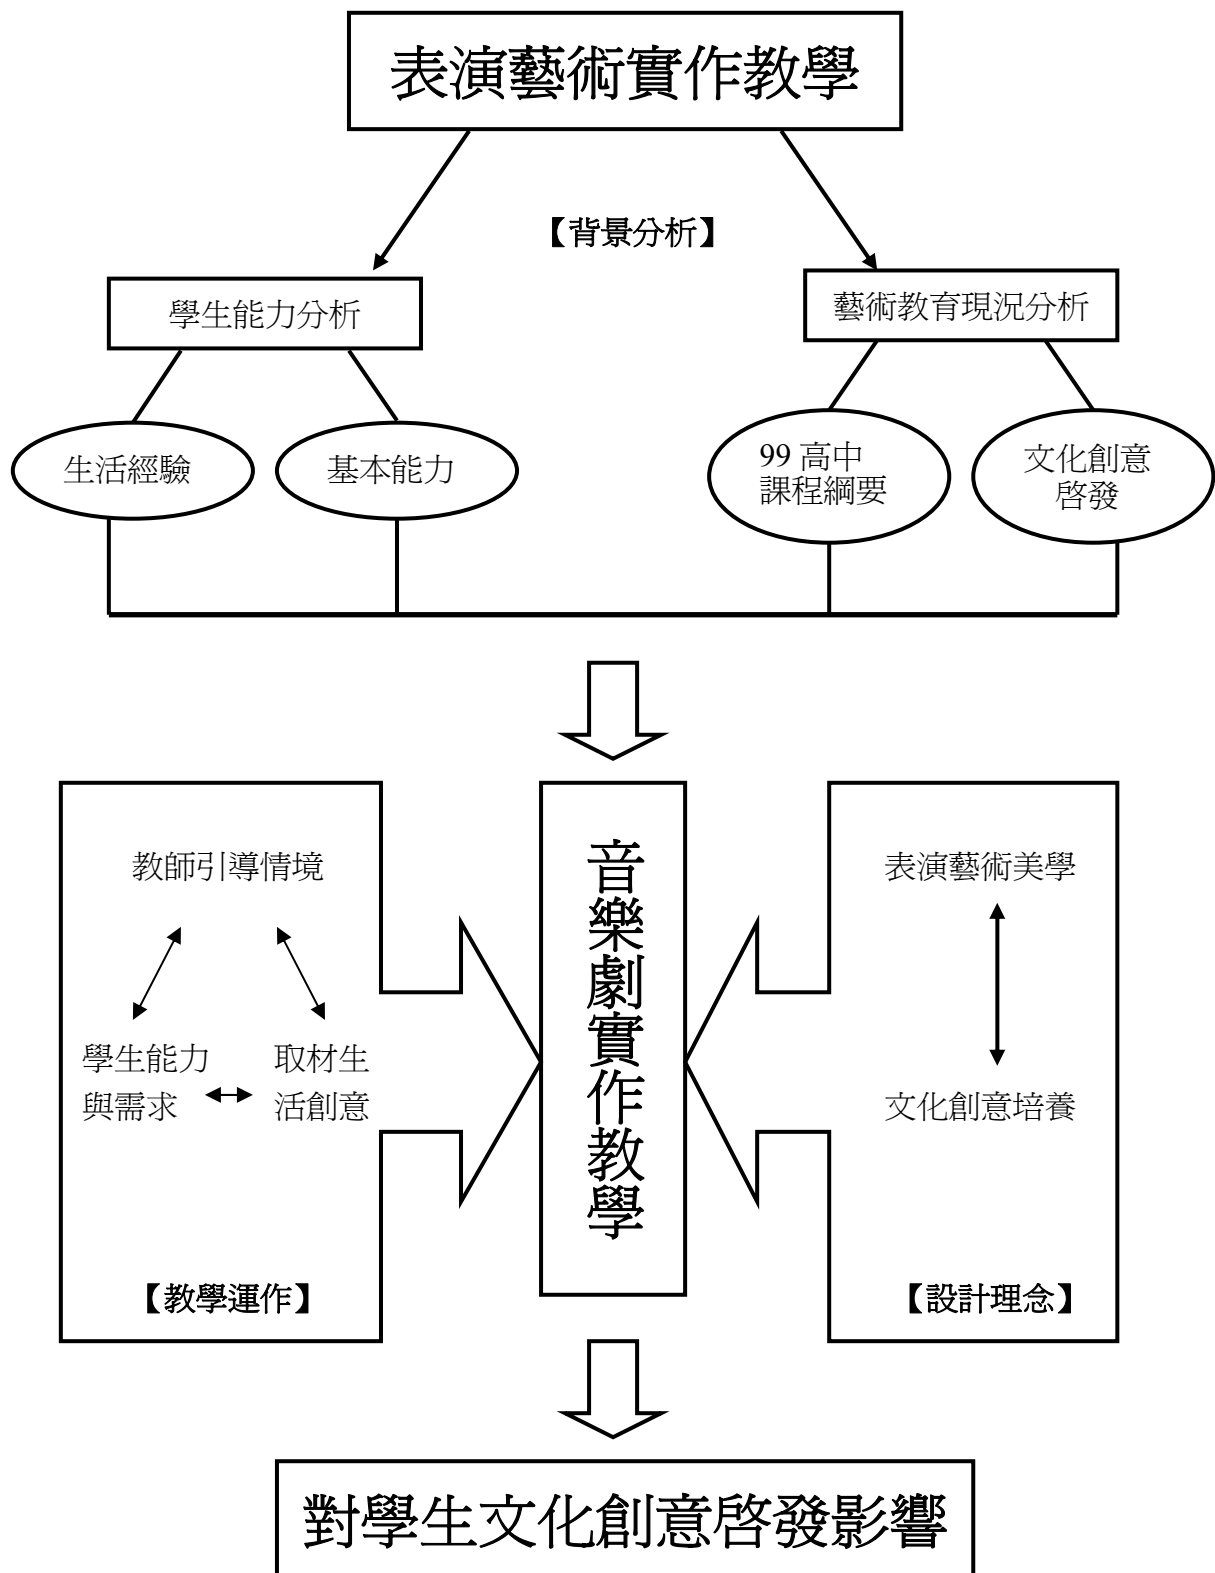 表演藝術實作教學
【背景分析】
學生能力分析
藝術教育現況分析
生活經驗
基本能力
99 高中
課程綱要
文化創意
啓發
教師引導情境
學生能力
與需求
取材生
活創意
【教學運作】
音樂劇實作教學
表演藝術美學
文化創意培養
【設計理念】
對學生文化創意啓發影響